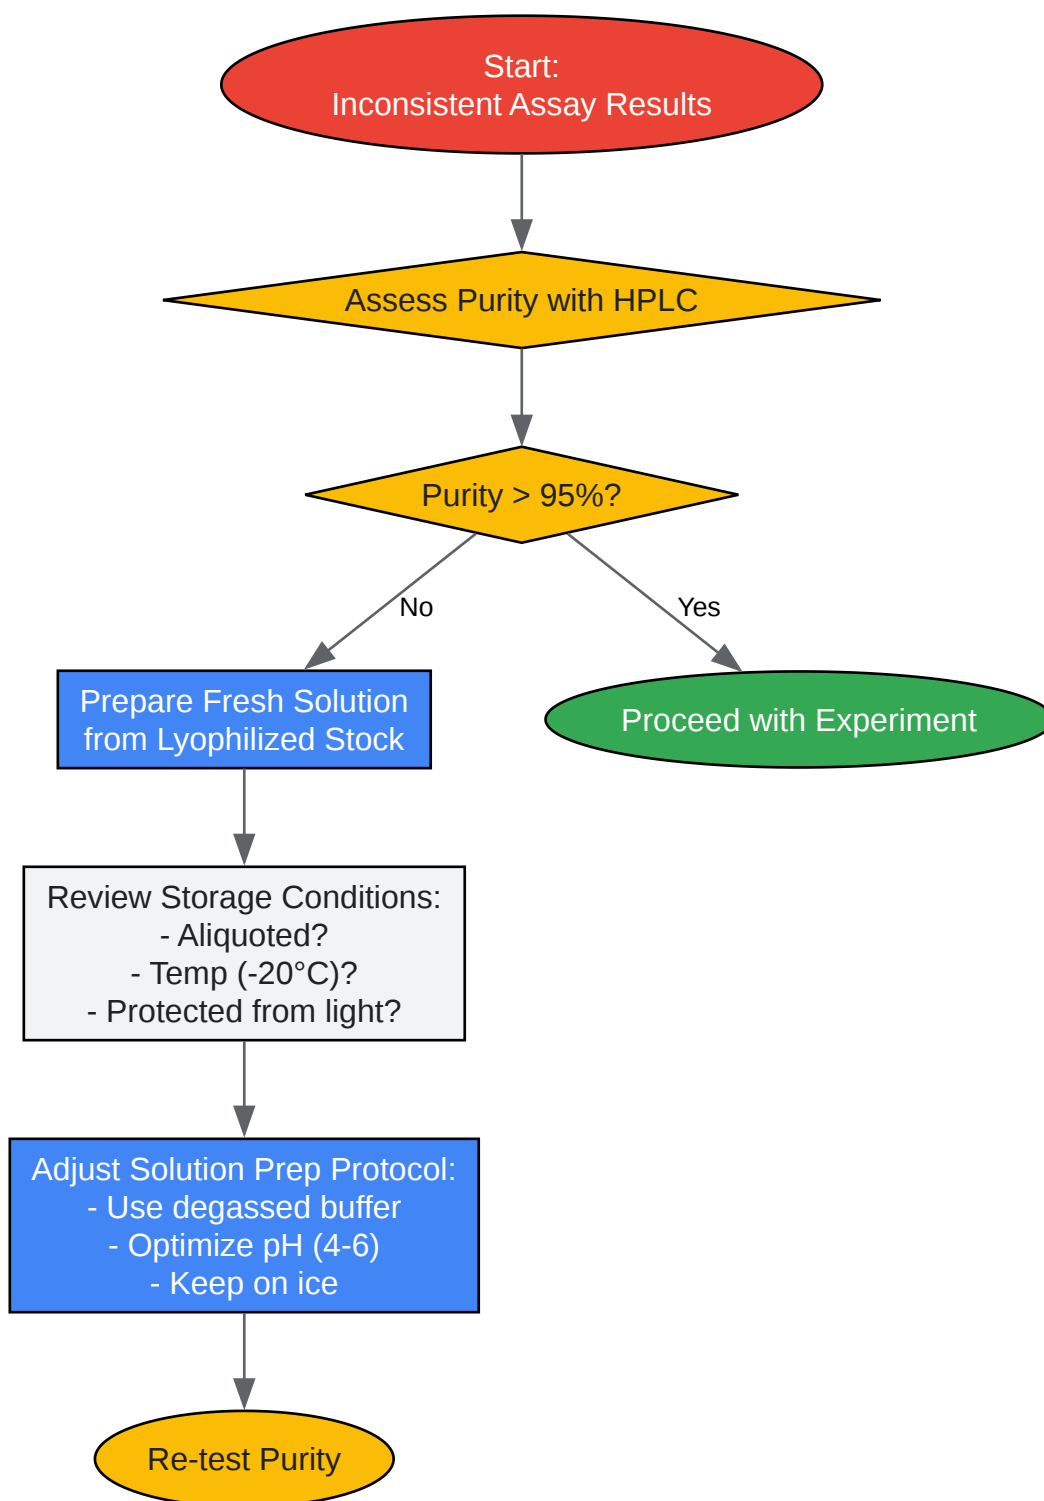 Start:
Inconsistent Assay Results
Assess Purity with HPLC
Purity > 95%?
No
Yes
Prepare Fresh Solution
from Lyophilized Stock
Proceed with Experiment
Review Storage Conditions:
- Aliquoted?
- Temp (-20°C)?
- Protected from light?
Adjust Solution Prep Protocol:
- Use degassed buffer
- Optimize pH (4-6)
- Keep on ice
Re-test Purity